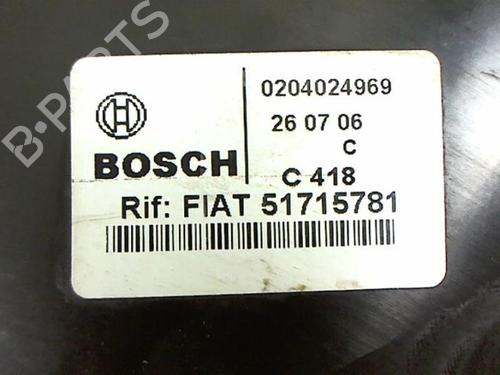 B-PARTS
0204024969
26 07 06
C
BOSCH
C 418
Rif: FIAT 51715781